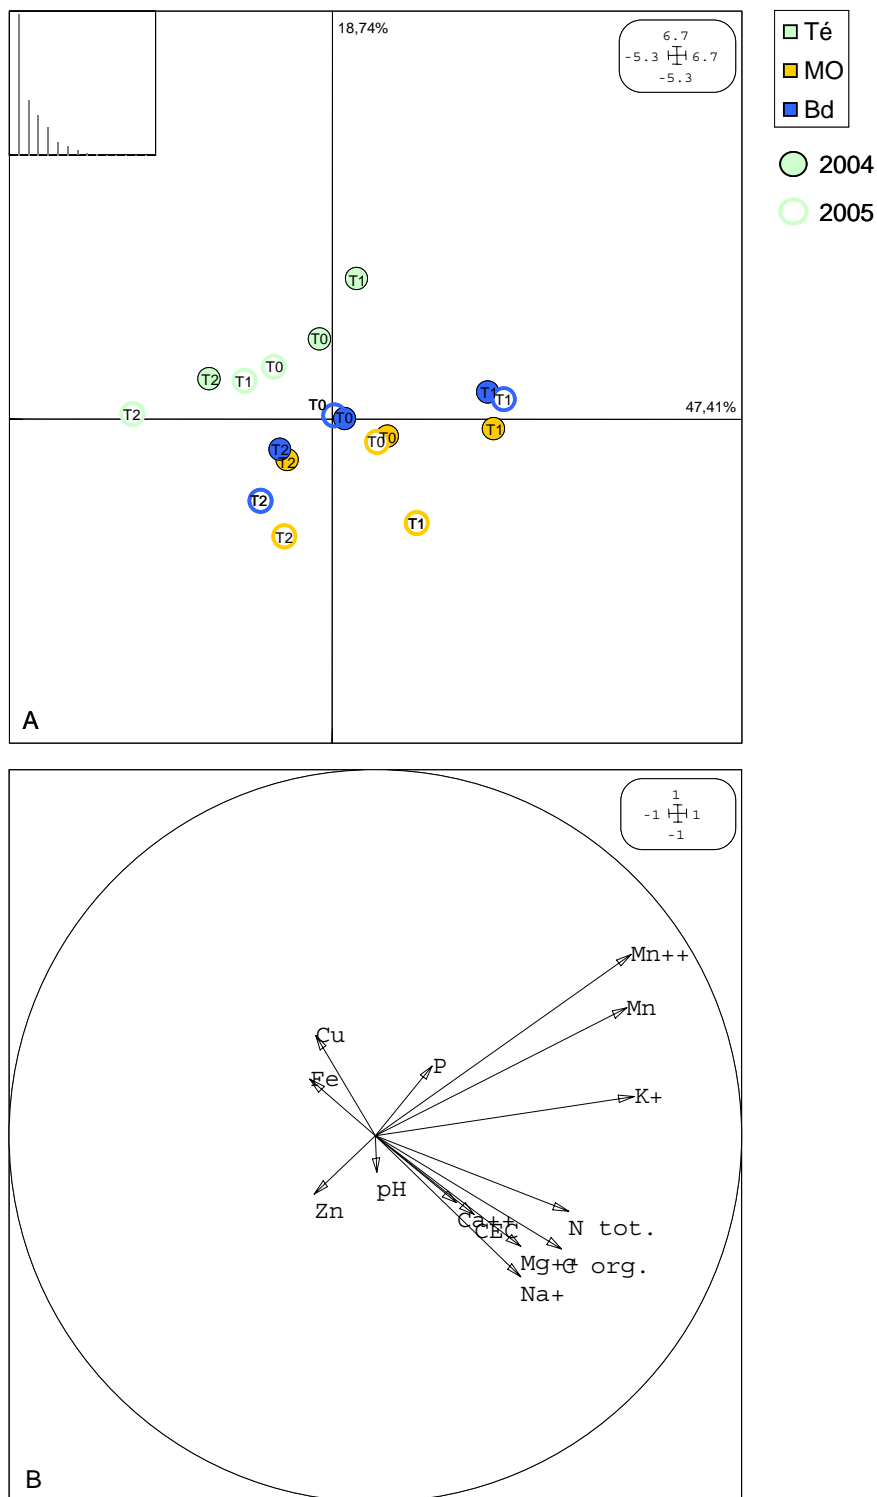 18,74%
6.7
-5.3 6.7
-5.3
Té
MO
Bd
2004
2005
T1
T0
T0
T2 T1
T2
T0 T0
T1 T1
47,41%
T0 T0
T1
T2
T2
T2
T1
T2
A
1
-1 1
-1
Mn++
Mn
Cu
P
Fe
K+
pH
Zn
Ca++
CEC
N tot.
Mg++
C org.
Na+
B